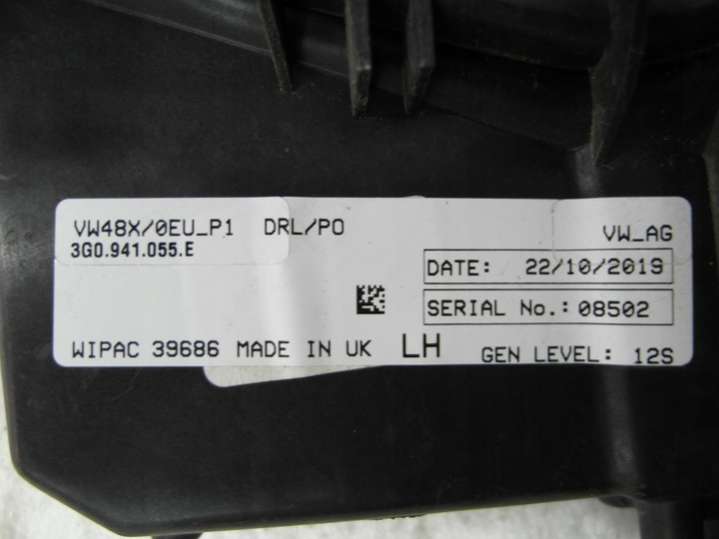 VW48X/0EU_P1 DRL/PO
3G0.941.055.E
VW_AG
DATE: 22/10/2019
SERIAL No.: 08502
WIPAC 39686 MADE IN UK LH GEN LEVEL: 12S